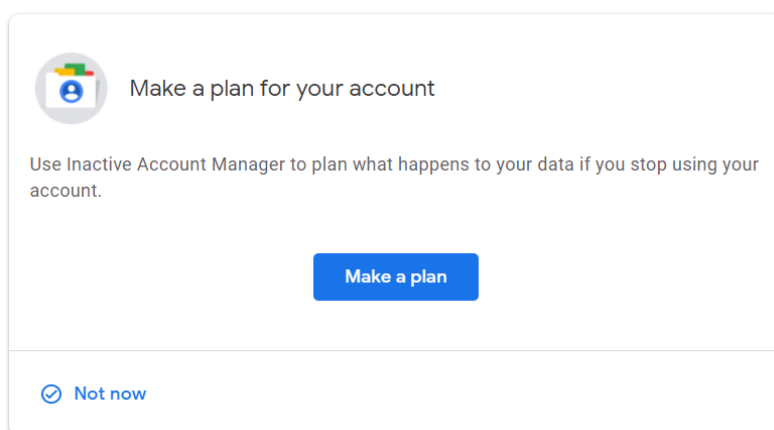 Make a plan for your account
Use Inactive Account Manager to plan what happens to your data if you stop using your
account.
Make a plan
Not now